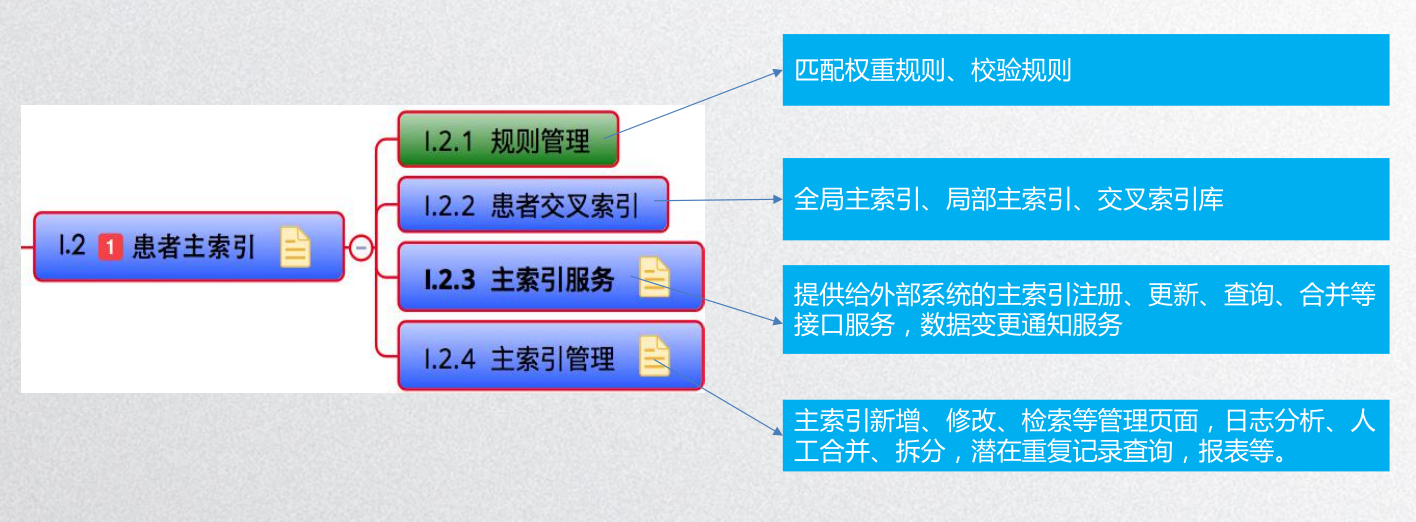 匹配权重规则、校验规则
I.2.1 规则管理
I.2.2 患者交叉索引
全局主索引、局部主索引、交叉索引库
I.2 1 患者主索引
I.2.3 主索引服务
提供给外部系统的主索引注册、更新、查询、合并等
接口服务，数据变更通知服务
I.2.4 主索引管理
主索引新增、修改、检索等管理页面，日志分析、人
工合并、拆分，潜在重复记录查询，报表等。